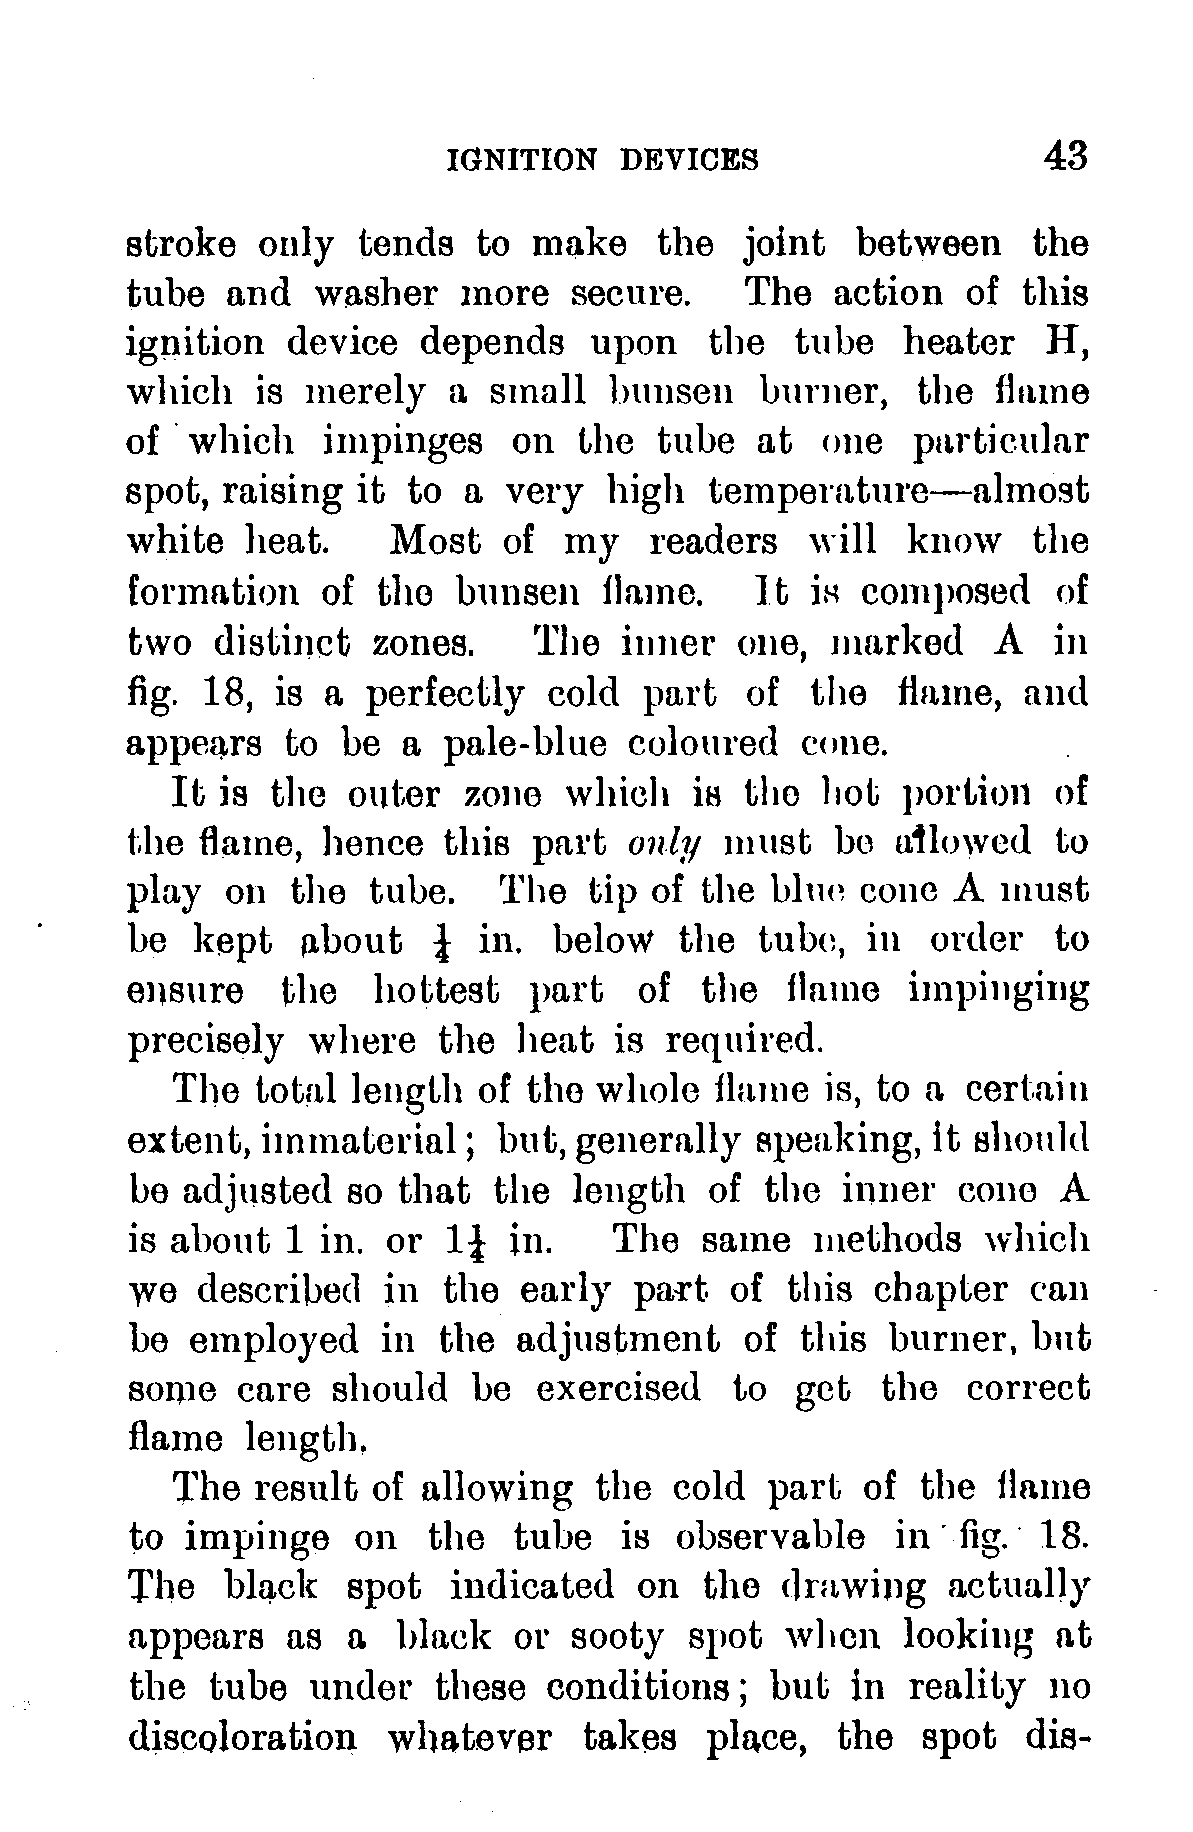 IGNITION DEVICES 43
stroke only tends to make the joint between the
tube and washer more secure. The action of this
ignition device depends upon the tube heater H,
which is merely a small bunsen burner, the flame
of which impinges on the tube at one particular
spot, raising it to a very high temperature—almost
white heat. Most of my readers will know the
formation of the bunsen flame. It is composed of
two distinct zones. The inner one, marked A in
fig. 18, is a perfectly cold part of the flame, and
appears to be a pale-blue coloured cone.
It is the outer zone which is the hot portion of
the flame, hence this part only must be allowed to
play on the tube. The tip of the blue cone A must
be kept about ¼ in. below the tube, in order to
ensure the hottest part of the flame impinging
precisely where the heat is required.
The total length of the whole flame is, to a certain
extent, immaterial; but, generally speaking, it should
be adjusted so that the length of the inner cone A
is about 1 in. or 1¼ in. The same methods which
we described in the early part of this chapter can
be employed in the adjustment of this burner, but
some care should be exercised to get the correct
flame length.
The result of allowing the cold part of the flame
to impinge on the tube is observable in fig. 18.
The black spot indicated on the drawing actually
appears as a black or sooty spot when looking at
the tube under these conditions; but in reality no
discoloration whatever takes place, the spot dis-